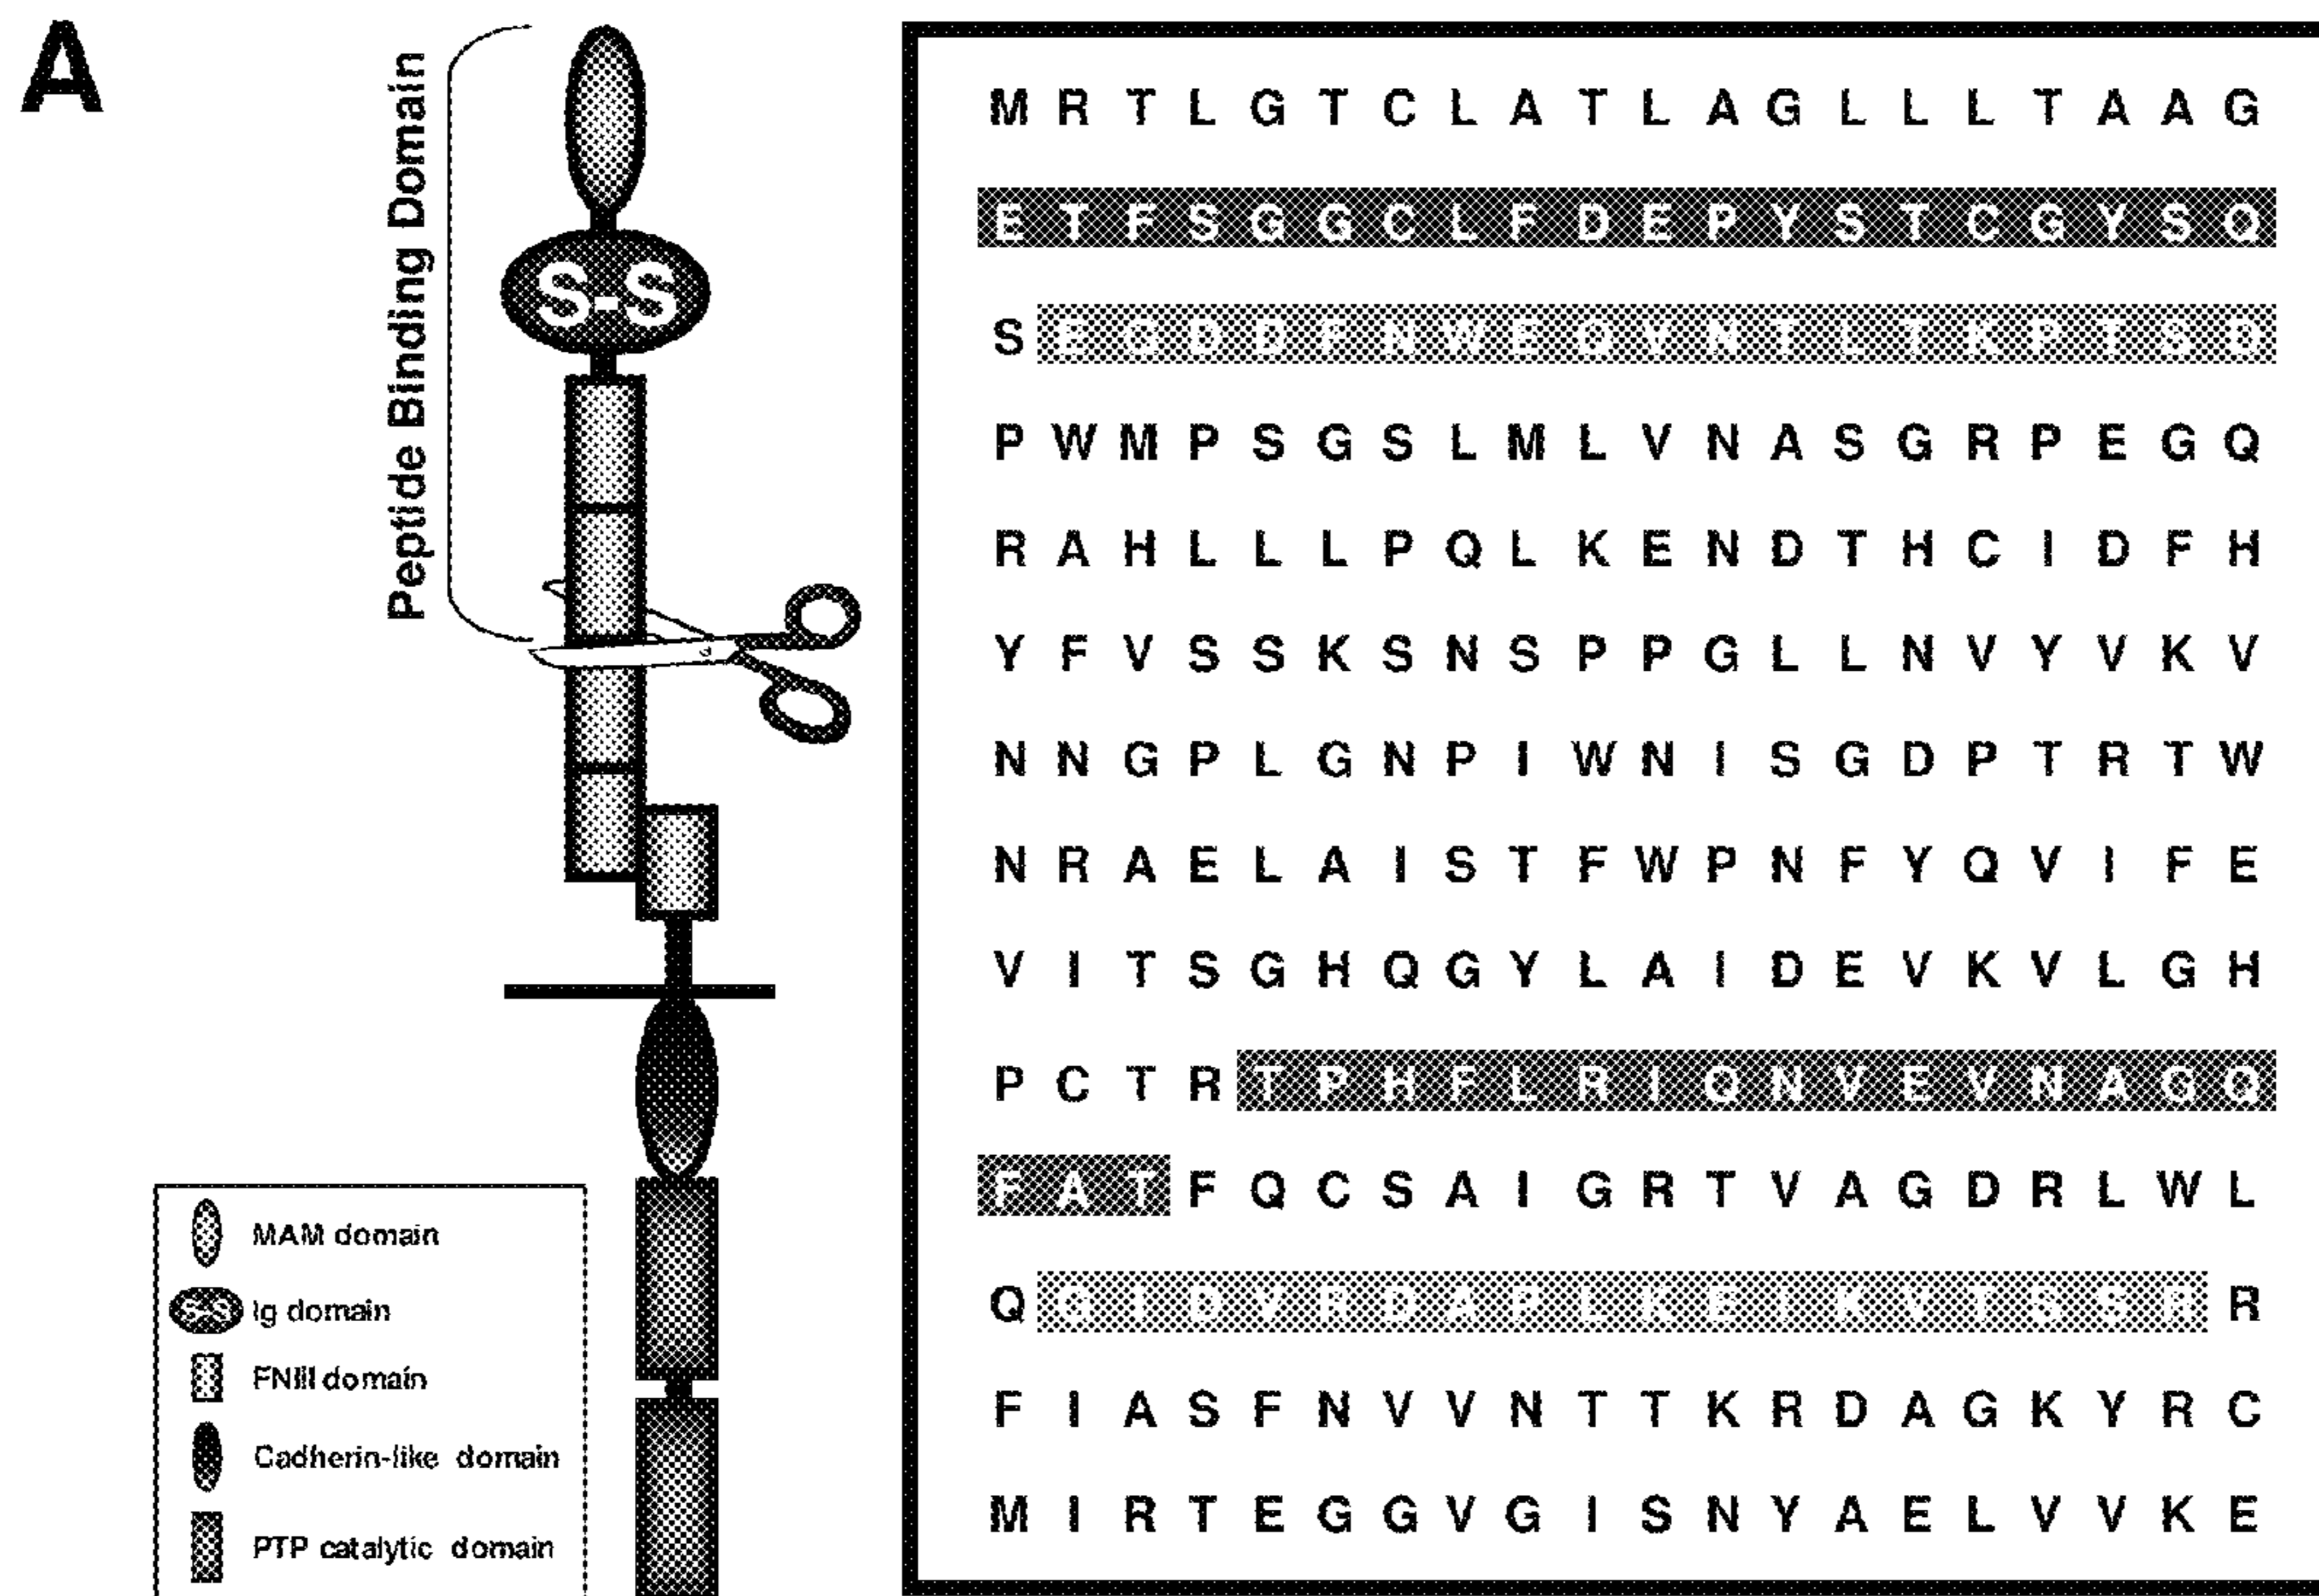 A
Peptide Binding Domain
S-S
MAM domain
S-S Ig domain
FNIII domain
Cadherin-like domain
PTP catalytic domain
M R T L G T C L A T L A G L L L T A A G
E T F S G G C L F D E P Y S T C G Y S Q
S E G D D F N W E Q V N T L T K P T S D
P W M P S G S L M L V N A S G R P E G Q
R A H L L L P Q L K E N D T H C I D F H
Y F V S S K S N S P P G L L N V Y V K V
N N G P L G N P I W N I S G D P T R T W
N R A E L A I S T F W P N F Y Q V I F E
V I T S G H Q G Y L A I D E V K V L G H
P C T R T P H F L R I Q N V E V N A G Q
F A T F Q C S A I G R T V A G D R L W L
Q G I D V R D A P L K E I K V T S S R R
F I A S F N V V N T T K R D A G K Y R C
M I R T E G G V G I S N Y A E L V V K E